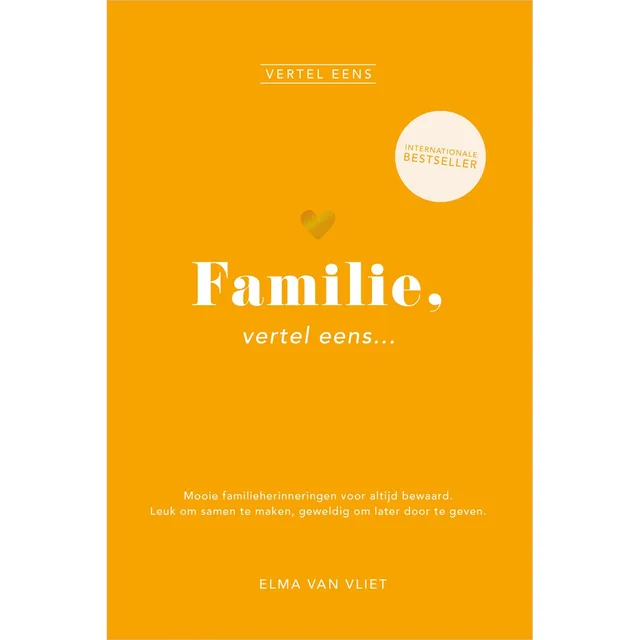 VERTEL EENS
INTERNATIONALE
BESTSELLER
Familie,
vertel eens...
Mooie familieherinneringen voor altijd bewaard.
Leuk om samen te maken, geweldig om later door te geven.
ELMA VAN VLIET